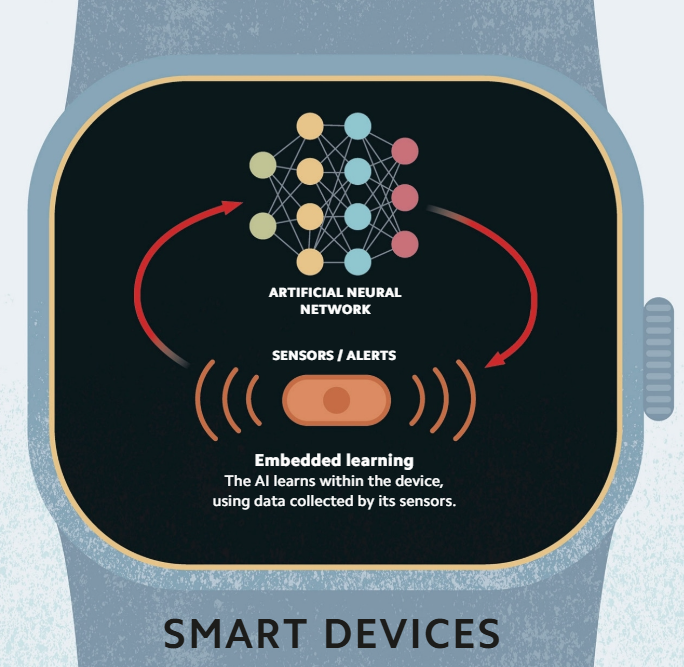 ARTIFICIAL NEURAL
NETWORK
SENSORS / ALERTS
Embedded learning
The AI learns within the device,
using data collected by its sensors.
SMART DEVICES